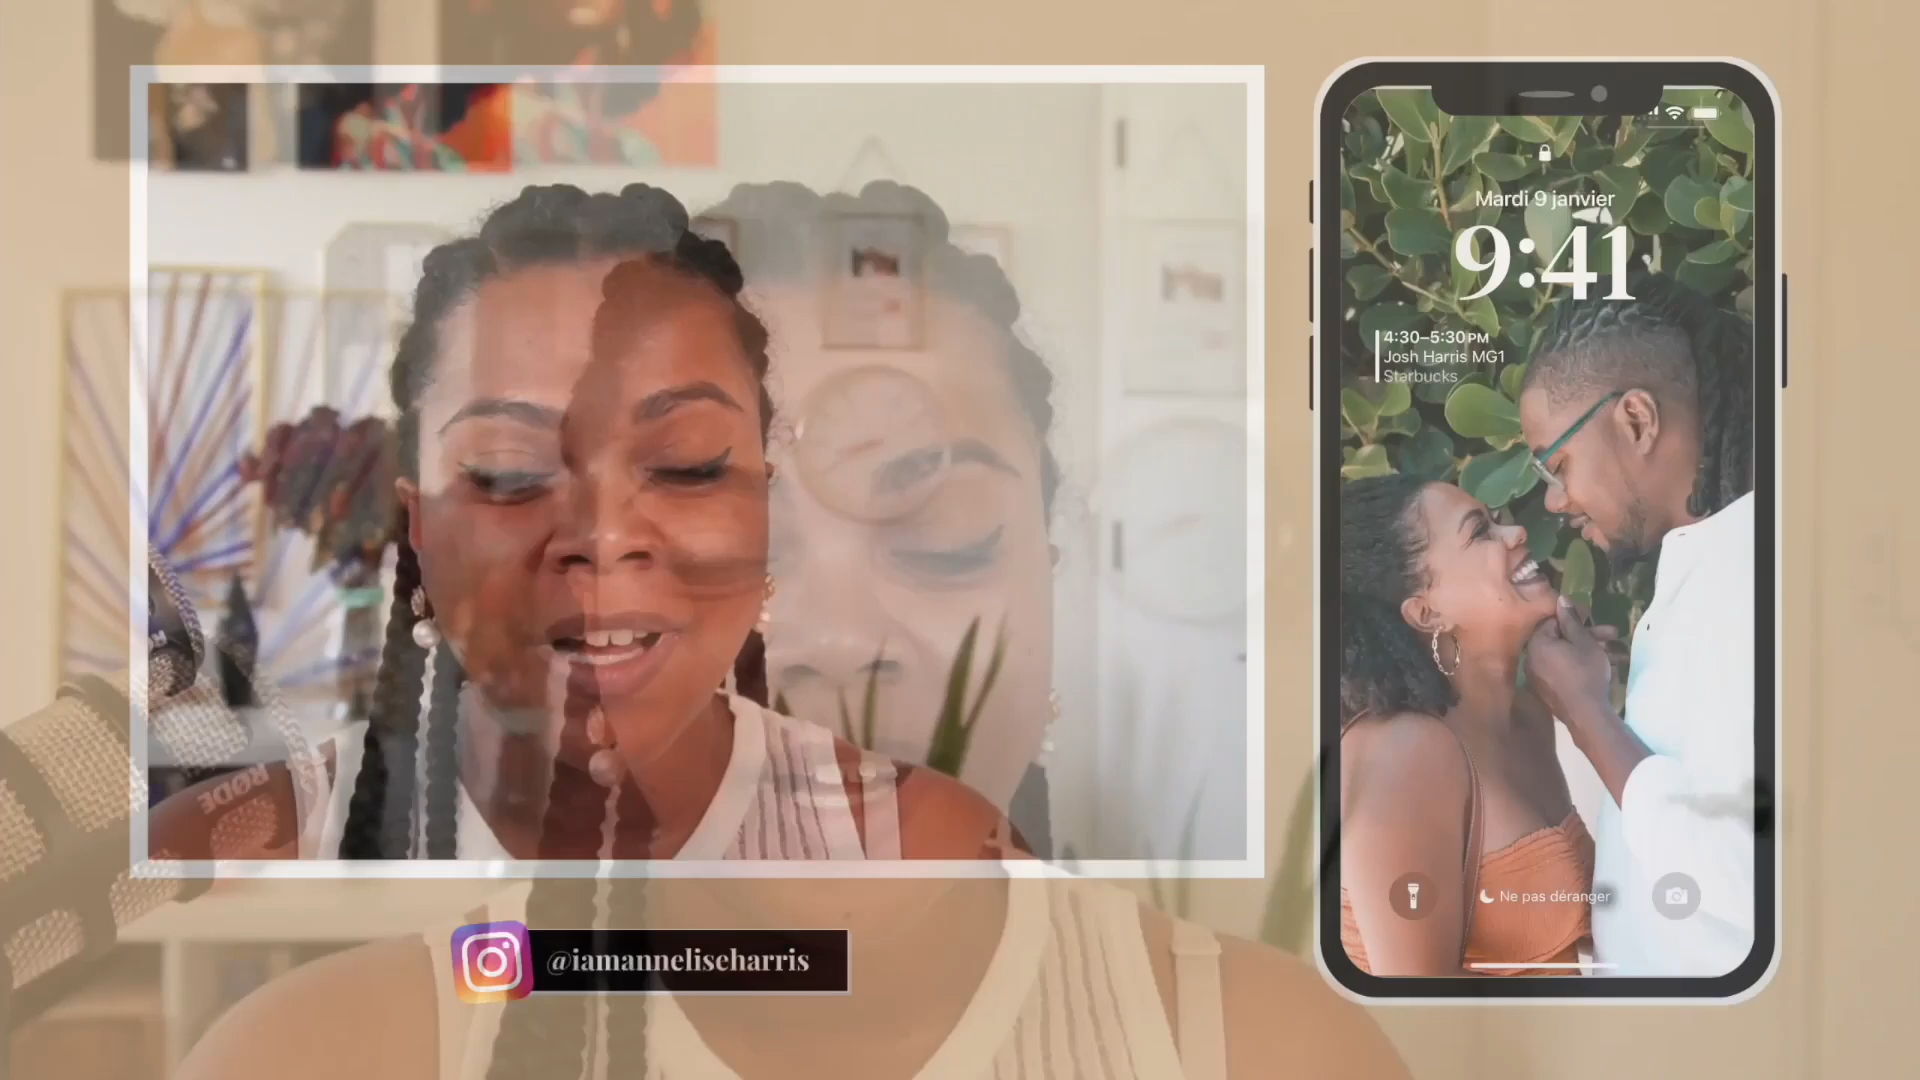 RØDE
@iamanneliseharris
Mardi 9 janvier
9:41
4:30–5:30 PM
Josh Harris MG1
Starbucks
Ne pas déranger